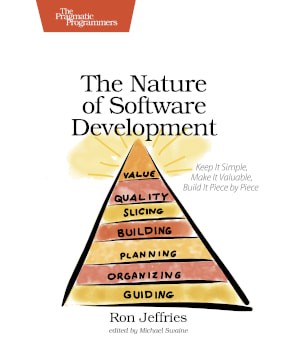 The
Pragmatic
Programmers
The Nature
of Software
Development
Keep It Simple,
Make It Valuable,
Build It Piece by Piece
VALUE
QUALITY
SLICING
BUILDING
PLANNING
ORGANIZING
GUIDING
Ron Jeffries
edited by Michael Swaine